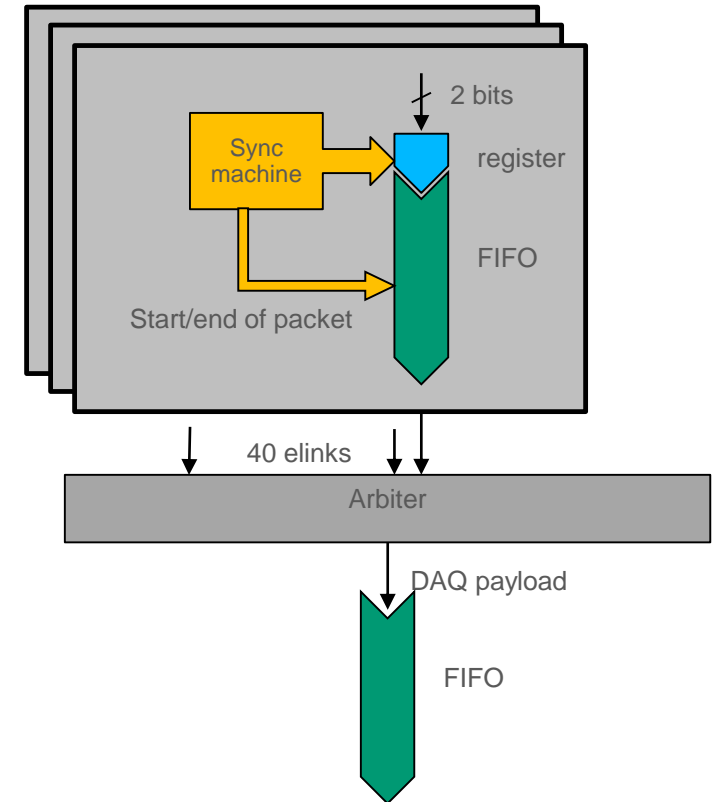 2 bits
Sync
machine
register
FIFO
Start/end of packet
40 elinks
Arbiter
DAQ payload
FIFO